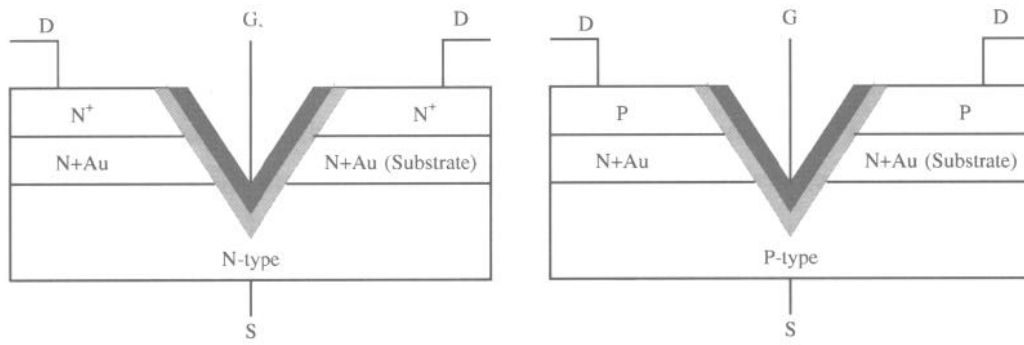 D
G.
D
N⁺
N⁺
N+Au
N+Au (Substrate)
N-type
S
D
G
D
P
P
N+Au
N+Au (Substrate)
P-type
S